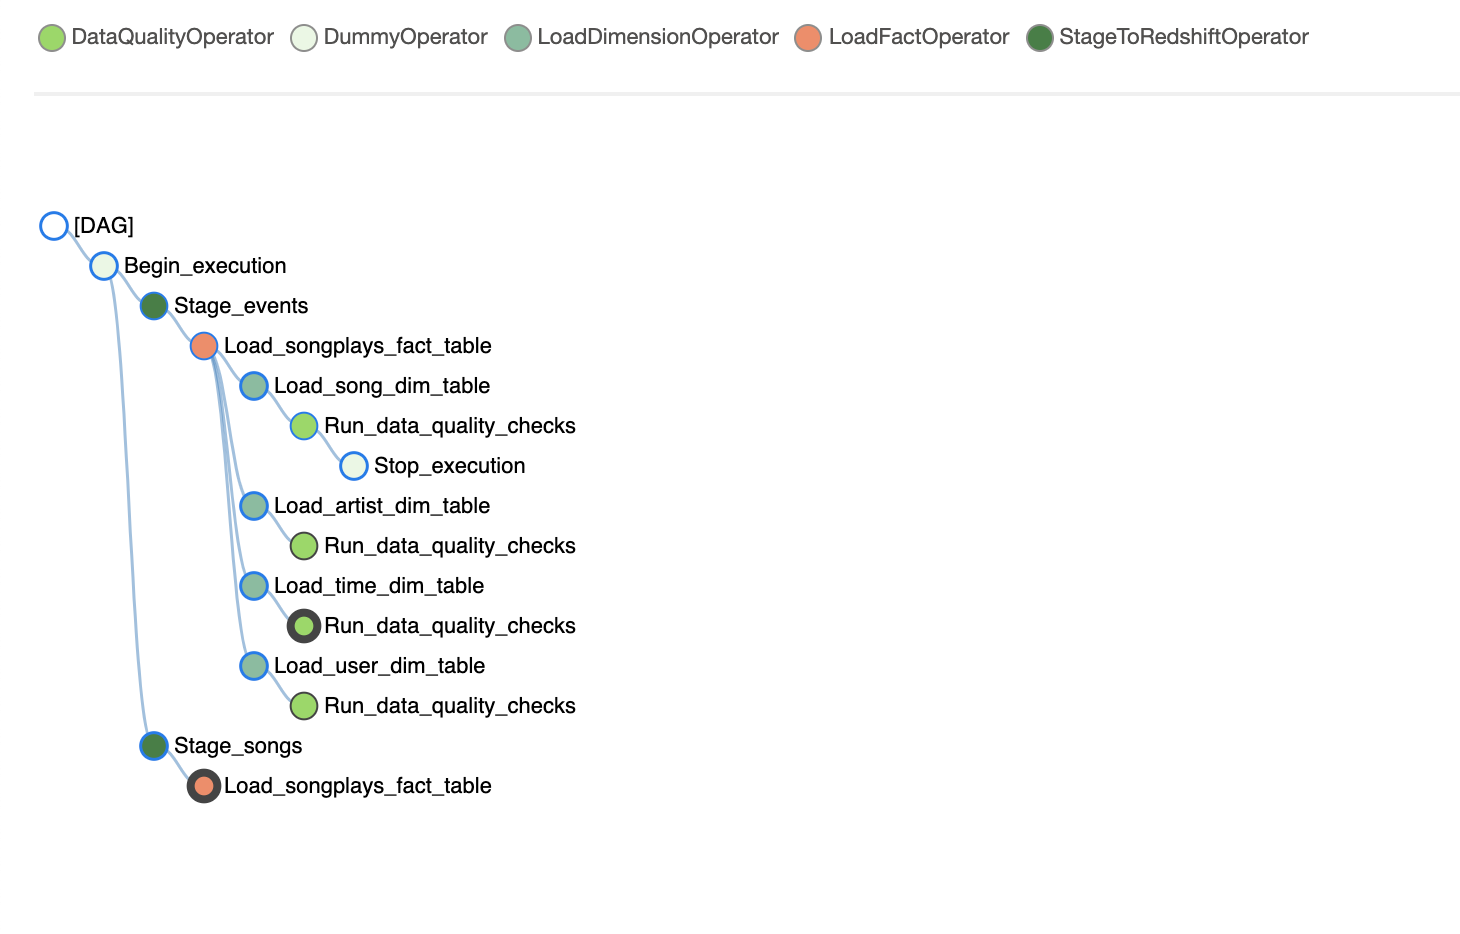 DataQualityOperator DummyOperator LoadDimensionOperator LoadFactOperator StageToRedshiftOperator
[DAG]
Begin_execution
Stage_events
Load_songplays_fact_table
Load_song_dim_table
Run_data_quality_checks
Stop_execution
Load_artist_dim_table
Run_data_quality_checks
Load_time_dim_table
Run_data_quality_checks
Load_user_dim_table
Run_data_quality_checks
Stage_songs
Load_songplays_fact_table